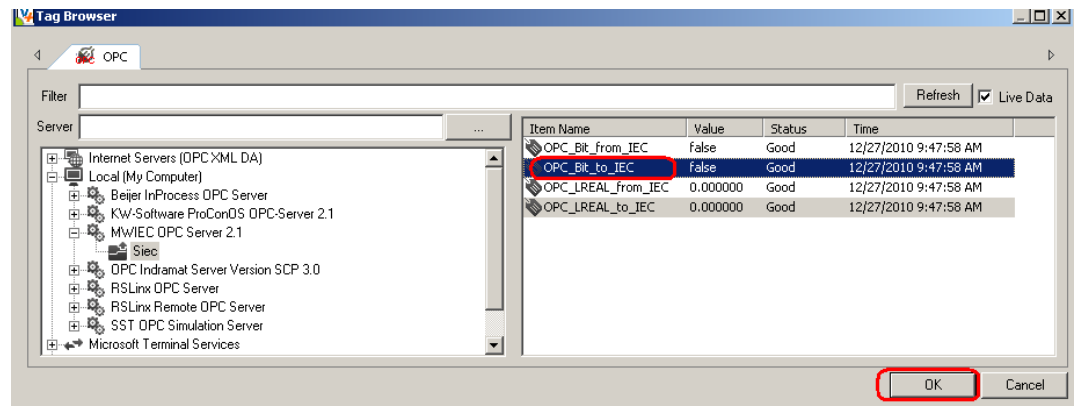 Tag Browser
OPC
Filter
Refresh
Live Data
Server
...
Item Name Value Status Time
OPC_Bit_from_IEC false Good 12/27/2010 9:47:58 AM
OPC_Bit_to_IEC false Good 12/27/2010 9:47:58 AM
OPC_LREAL_from_IEC 0.000000 Good 12/27/2010 9:47:58 AM
OPC_LREAL_to_IEC 0.000000 Good 12/27/2010 9:47:58 AM
Internet Servers (OPC XML DA)
Local (My Computer)
Beijer InProcess OPC Server
KW-Software ProConOS OPC-Server 2.1
MWIEC OPC Server 2.1
Siec
OPC Indramat Server Version SCP 3.0
RSLinx OPC Server
RSLinx Remote OPC Server
SST OPC Simulation Server
Microsoft Terminal Services
OK
Cancel